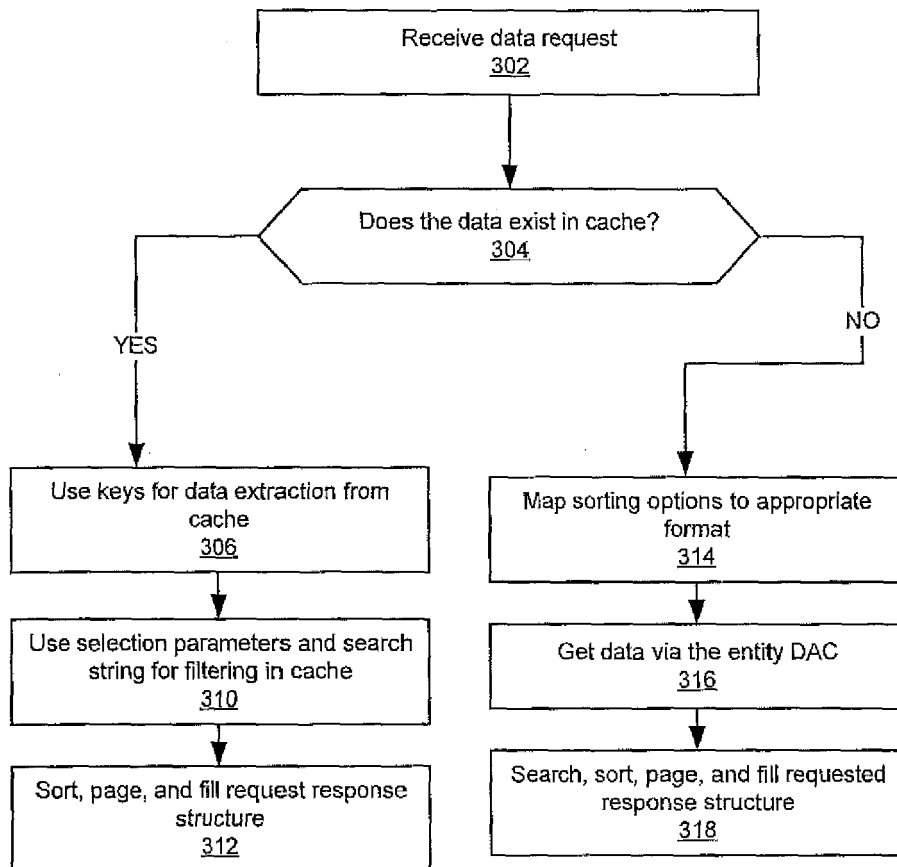 Receive data request
302
Does the data exist in cache?
304
YES
NO
Use keys for data extraction from
cache
306
Map sorting options to appropriate
format
314
Use selection parameters and search
string for filtering in cache
310
Get data via the entity DAC
316
Sort, page, and fill request response
structure
312
Search, sort, page, and fill requested
response structure
318